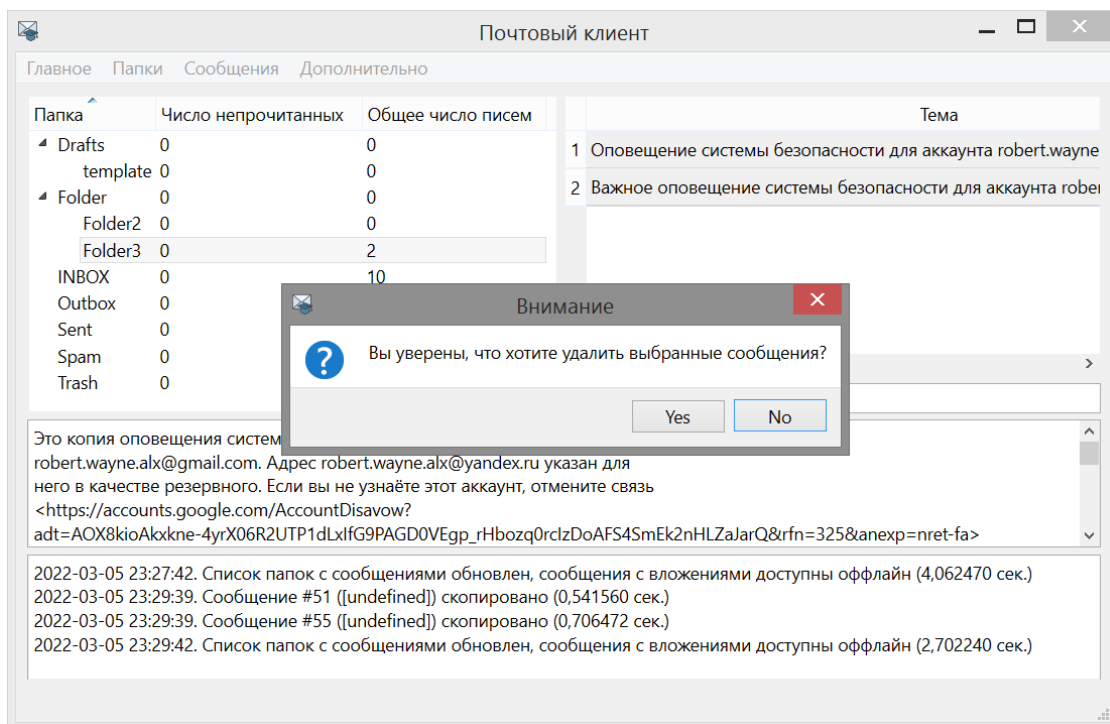 Почтовый клиент
Главное Папки Сообщения Дополнительно
Папка Число непрочитанных Общее число писем
Drafts 0 0
template 0 0
Folder 0 0
Folder2 0 0
Folder3 0 2
INBOX 0 10
Outbox 0
Sent 0
Spam 0
Trash 0
Тема
1 Оповещение системы безопасности для аккаунта robert.wayne
2 Важное оповещение системы безопасности для аккаунта rober
Внимание
Вы уверены, что хотите удалить выбранные сообщения?
Yes No
Это копия оповещения систем
robert.wayne.alx@gmail.com. Адрес robert.wayne.alx@yandex.ru указан для
него в качестве резервного. Если вы не узнаёте этот аккаунт, отмените связь
<https://accounts.google.com/AccountDisavow?
adt=AOX8kioAkxkne-4yrX06R2UTP1dLxIfG9PAGD0VEgp_rHbozq0rcIzDoAFS4SmEk2nHLZaJarQ&rfn=325&anexp=nret-fa>
2022-03-05 23:27:42. Список папок с сообщениями обновлен, сообщения с вложениями доступны оффлайн (4,062470 сек.)
2022-03-05 23:29:39. Сообщение #51 ([undefined]) скопировано (0,541560 сек.)
2022-03-05 23:29:39. Сообщение #55 ([undefined]) скопировано (0,706472 сек.)
2022-03-05 23:29:42. Список папок с сообщениями обновлен, сообщения с вложениями доступны оффлайн (2,702240 сек.)